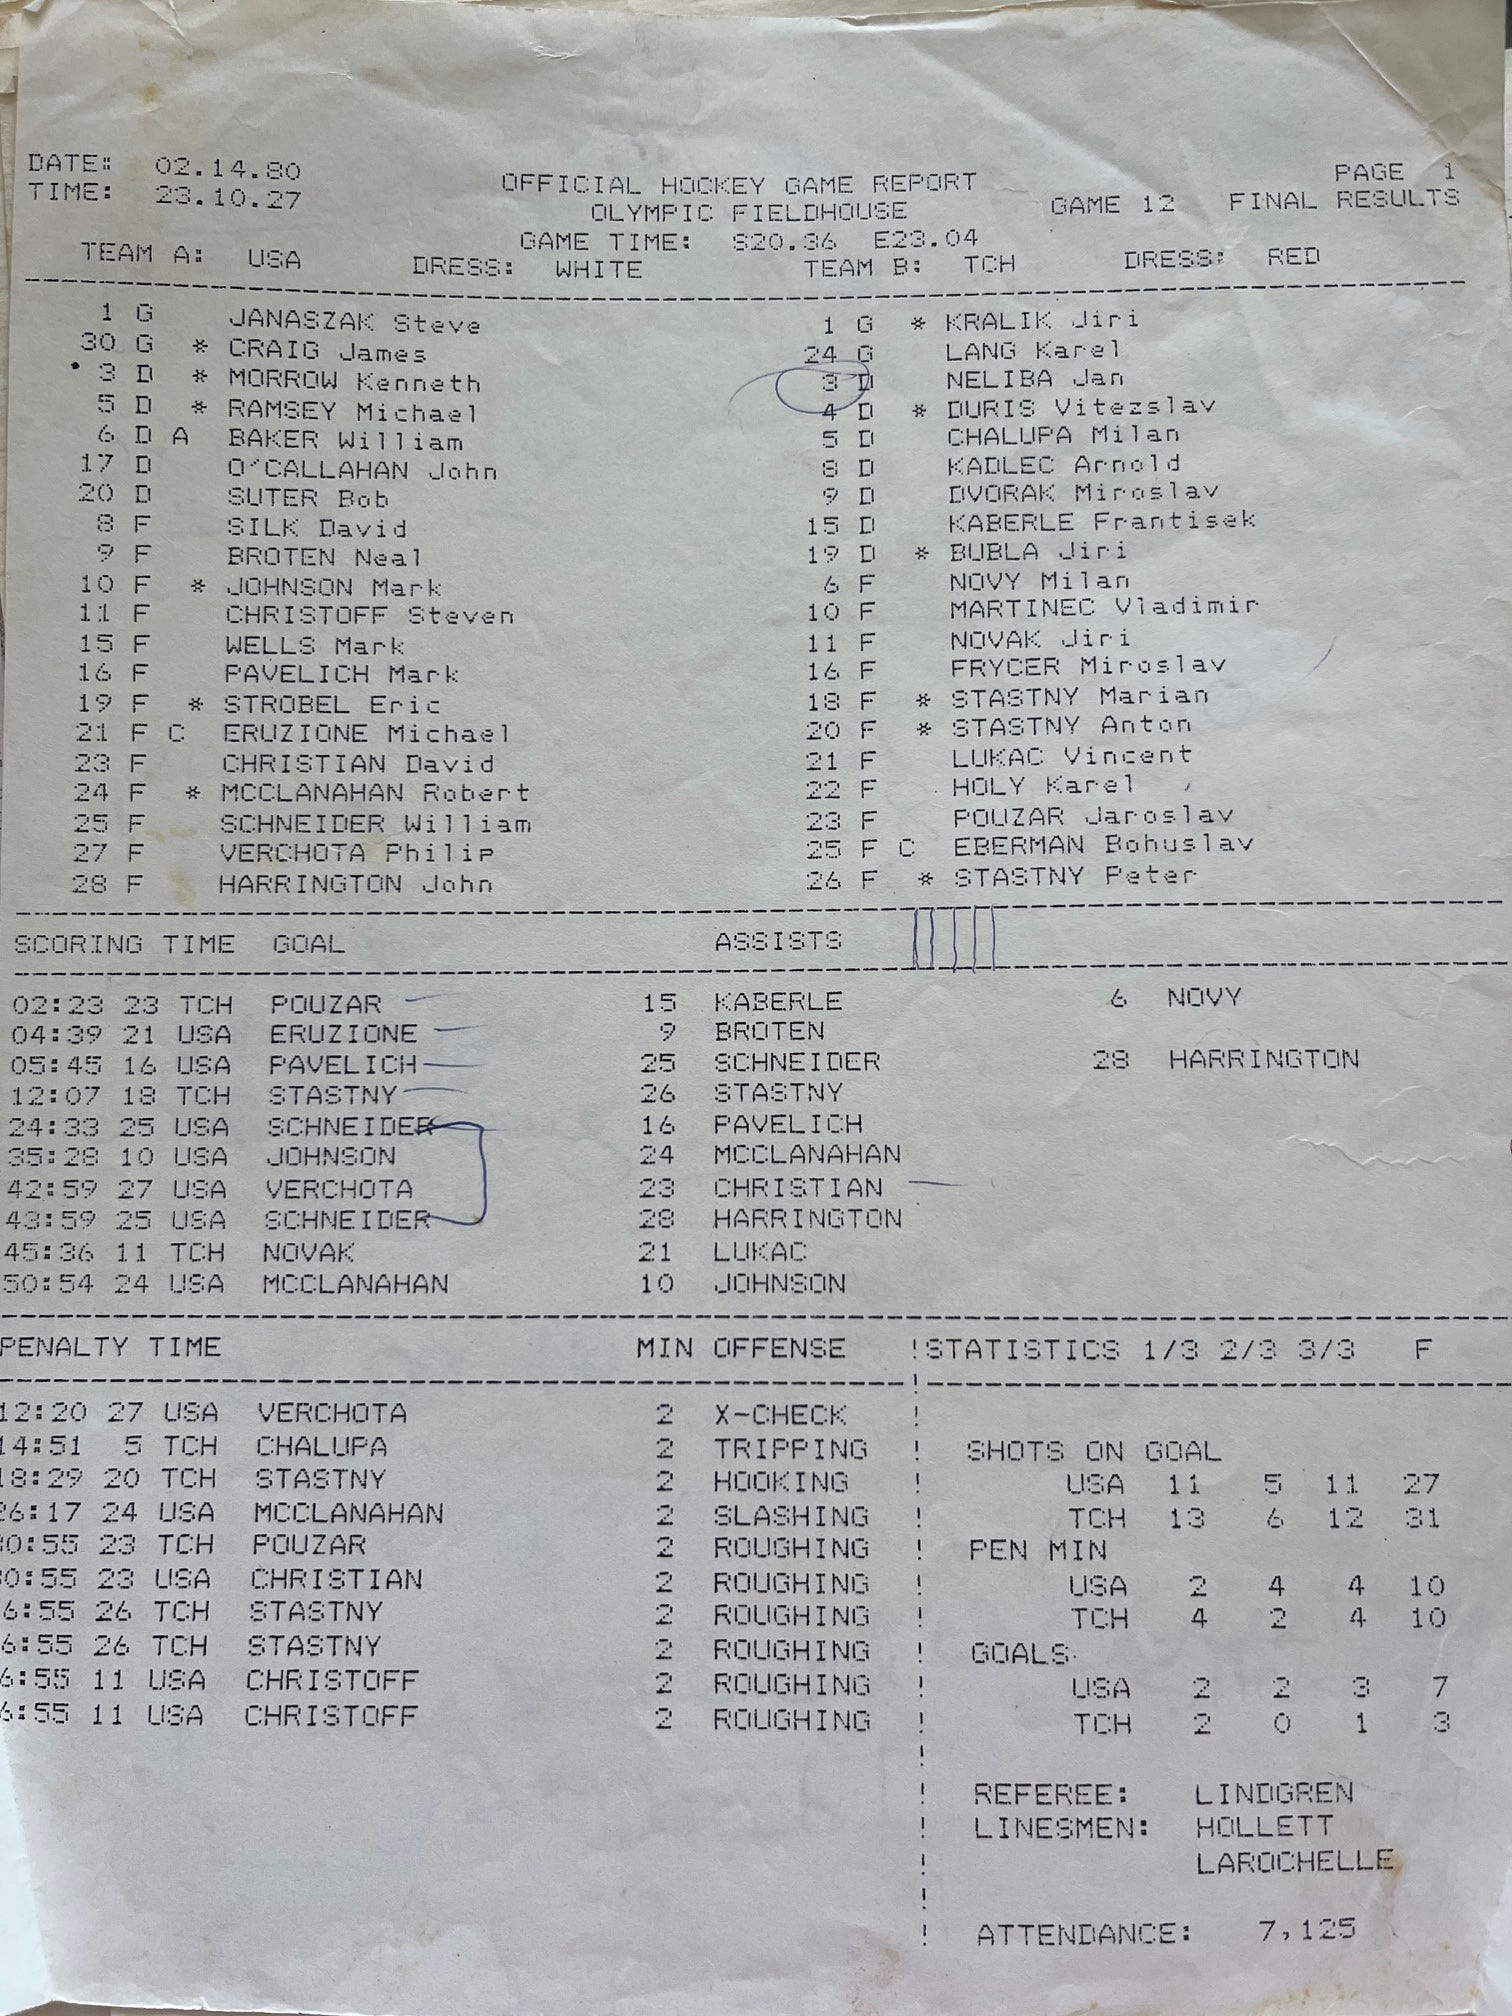 DATE: 02.14.80
TIME: 23.10.27
OFFICIAL HOCKEY GAME REPORT
OLYMPIC FIELDHOUSE
PAGE 1
GAME 12 FINAL RESULTS
GAME TIME: S20.36 E23.04
TEAM A: USA DRESS: WHITE TEAM B: TCH DRESS: RED
1 G JANASZAK Steve 1 G * KRALIK Jiri
30 G * CRAIG James 24 G LANG Karel
3 D * MORROW Kenneth 3 D NELIBA Jan
5 D * RAMSEY Michael 4 D * DURIS Vitezslav
6 D A BAKER William 5 D CHALUPA Milan
17 D O'CALLAHAN John 8 D KADLEC Arnold
20 D SUTER Bob 9 D DVORAK Miroslav
8 F SILK David 15 D KABERLE Frantisek
9 F BROTEN Neal 19 D * BUBLA Jiri
10 F * JOHNSON Mark 6 F NOVY Milan
11 F CHRISTOFF Steven 10 F MARTINEC Vladimir
15 F WELLS Mark 11 F NOVAK Jiri
16 F PAVELICH Mark 16 F FRYCER Miroslav
19 F * STROBEL Eric 18 F * STASTNY Marian
21 F C ERUZIONE Michael 20 F * STASTNY Anton
23 F CHRISTIAN David 21 F LUKAC Vincent
24 F * MCCLANAHAN Robert 22 F HOLY Karel
25 F SCHNEIDER William 23 F POUZAR Jaroslav
27 F VERCHOTA Philip 25 F C EBERMAN Bohuslav
28 F HARRINGTON John 26 F * STASTNY Peter
SCORING TIME GOAL ASSISTS
02:23 23 TCH POUZAR 15 KABERLE 6 NOVY
04:39 21 USA ERUZIONE 9 BROTEN
05:45 16 USA PAVELICH 25 SCHNEIDER 28 HARRINGTON
12:07 18 TCH STASTNY 26 STASTNY
24:33 25 USA SCHNEIDER 16 PAVELICH
35:28 10 USA JOHNSON 24 MCCLANAHAN
42:59 27 USA VERCHOTA 23 CHRISTIAN
43:59 25 USA SCHNEIDER 28 HARRINGTON
45:36 11 TCH NOVAK 21 LUKAC
50:54 24 USA MCCLANAHAN 10 JOHNSON
PENALTY TIME MIN OFFENSE !STATISTICS 1/3 2/3 3/3 F
12:20 27 USA VERCHOTA 2 X-CHECK !
14:51 5 TCH CHALUPA 2 TRIPPING ! SHOTS ON GOAL
18:29 20 TCH STASTNY 2 HOOKING ! USA 11 5 11 27
26:17 24 USA MCCLANAHAN 2 SLASHING ! TCH 13 6 12 31
0:55 23 TCH POUZAR 2 ROUGHING ! PEN MIN
0:55 23 USA CHRISTIAN 2 ROUGHING ! USA 2 4 4 10
6:55 26 TCH STASTNY 2 ROUGHING ! TCH 4 2 4 10
6:55 26 TCH STASTNY 2 ROUGHING ! GOALS
6:55 11 USA CHRISTOFF 2 ROUGHING ! USA 2 2 3 7
6:55 11 USA CHRISTOFF 2 ROUGHING ! TCH 2 0 1 3
REFEREE: LINDGREN
LINESMEN: HOLLETT
LAROCHELLE
ATTENDANCE: 7,125